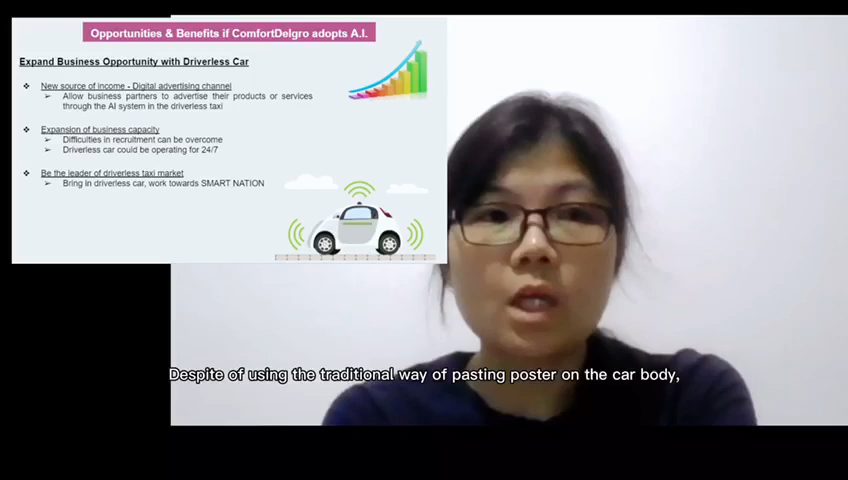 Opportunities & Benefits if ComfortDelgro adopts A.I.
Expand Business Opportunity with Driverless Car
❖ New source of income - Digital advertising channel
➢ Allow business partners to advertise their products or services
through the AI system in the driverless taxi
❖ Expansion of business capacity
➢ Difficulties in recruitment can be overcome
➢ Driverless car could be operating for 24/7
❖ Be the leader of driverless taxi market
➢ Bring in driverless car, work towards SMART NATION
Despite of using the traditional way of pasting poster on the car body,